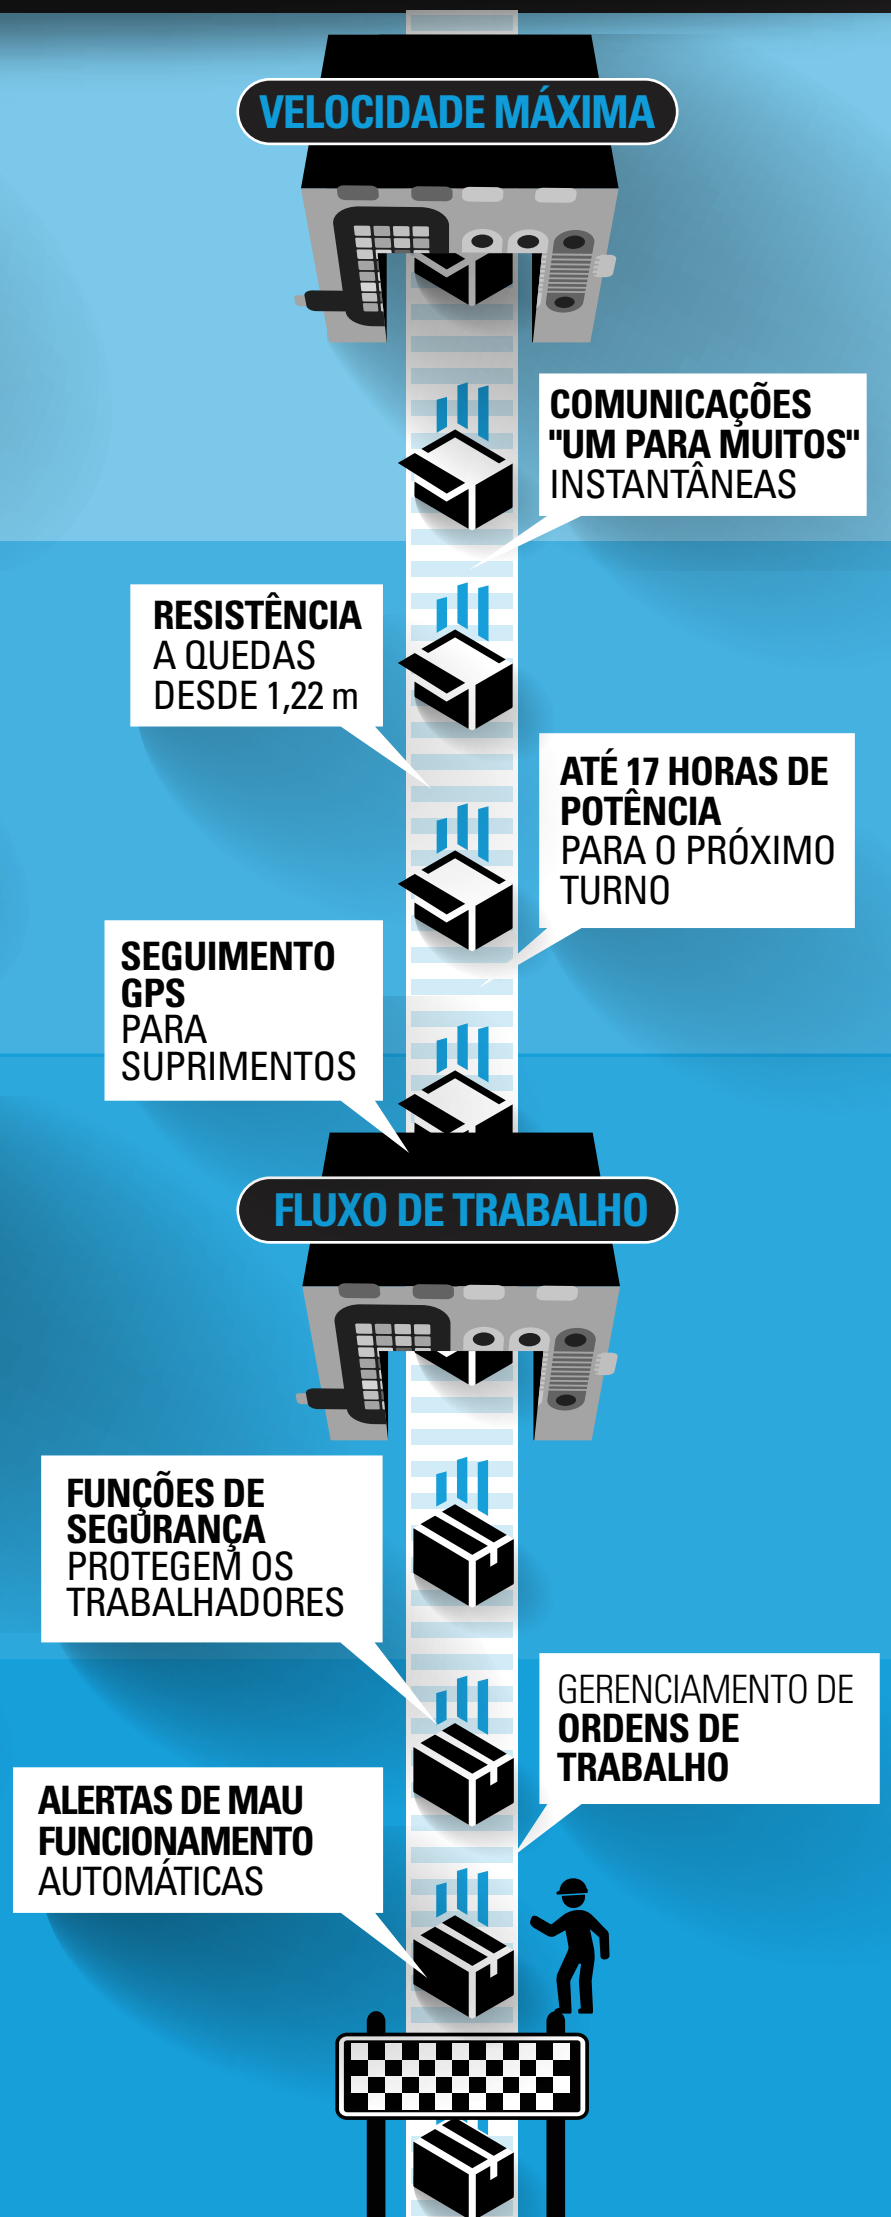 VELOCIDADE MÁXIMA
COMUNICAÇÕES
"UM PARA MUITOS"
INSTANTÂNEAS
RESISTÊNCIA
A QUEDAS
DESDE 1,22 m
ATÉ 17 HORAS DE
POTÊNCIA
PARA O PRÓXIMO
TURNO
SEGUIMENTO
GPS
PARA
SUPRIMENTOS
FLUXO DE TRABALHO
FUNÇÕES DE
SEGURANÇA
PROTEGEM OS
TRABALHADORES
GERENCIAMENTO DE
ORDENS DE
TRABALHO
ALERTAS DE MAU
FUNCIONAMENTO
AUTOMÁTICAS